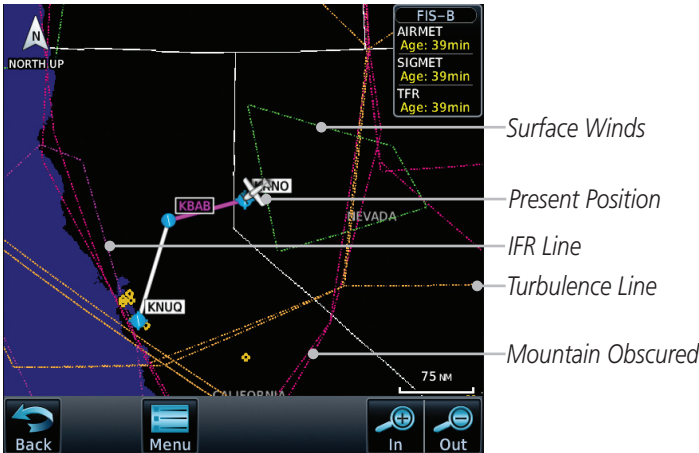 N
NORTH UP
FIS-B
AIRMET
Age: 39min
SIGMET
Age: 39min
TFR
Age: 39min
Surface Winds
KBAB
Present Position
NEVADA
IFR Line
Turbulence Line
KNUQ
Mountain Obscured
75 NM
CALIFORNIA
Back
Menu
In
Out